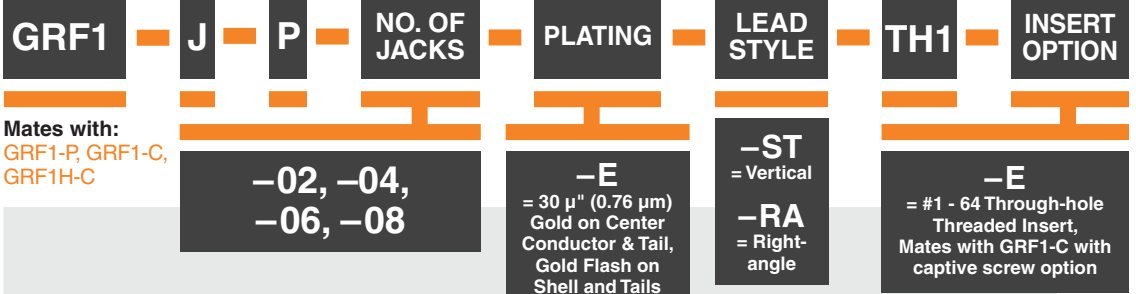 GRF1 – J – P – NO. OF JACKS – PLATING – LEAD STYLE – TH1 – INSERT OPTION
Mates with:
GRF1-P, GRF1-C,
GRF1H-C
–02, –04,
–06, –08
–E
= 30 µ" (0.76 µm)
Gold on Center
Conductor & Tail,
Gold Flash on
Shell and Tails
–ST
= Vertical
–RA
= Right-
angle
–E
= #1 - 64 Through-hole
Threaded Insert,
Mates with GRF1-C with
captive screw option